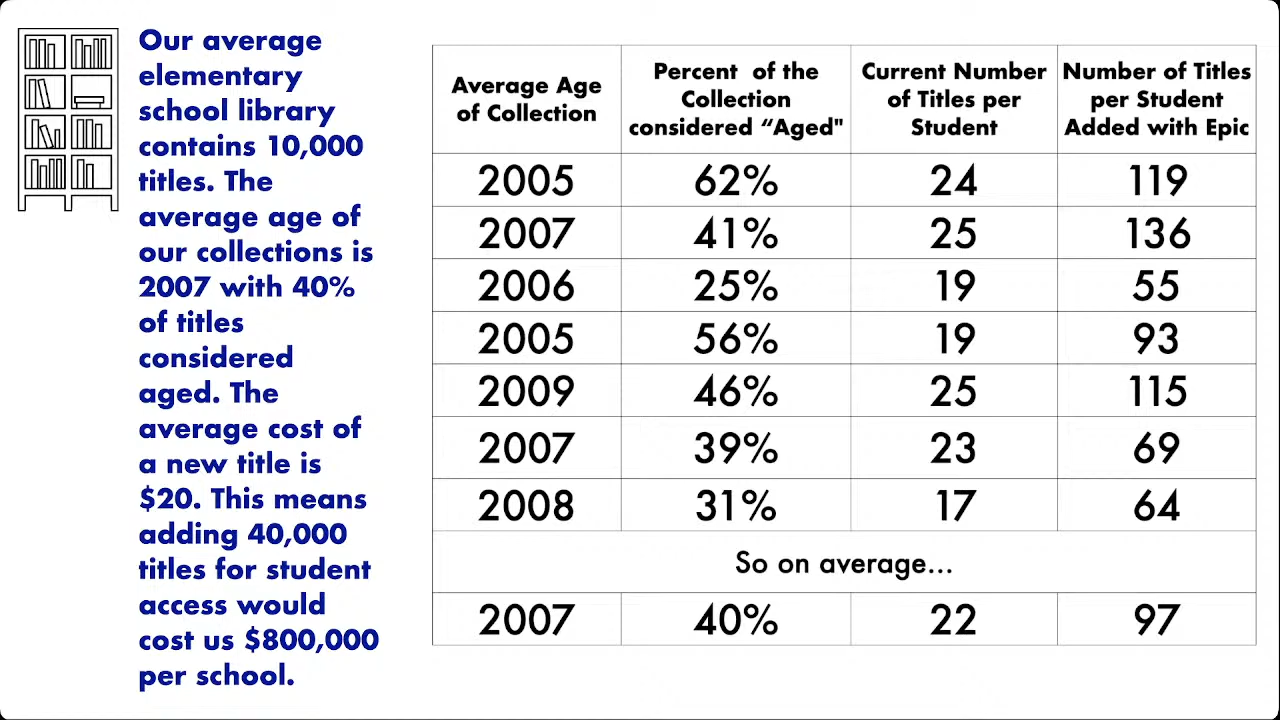 Our average
elementary
school library
contains 10,000
titles. The
average age of
our collections is
2007 with 40%
of titles
considered
aged. The
average cost of
a new title is
$20. This means
adding 40,000
titles for student
access would
cost us $800,000
per school.
Average Age
of Collection
Percent of the
Collection
considered “Aged"
Current Number
of Titles per
Student
Number of Titles
per Student
Added with Epic
2005 62% 24 119
2007 41% 25 136
2006 25% 19 55
2005 56% 19 93
2009 46% 25 115
2007 39% 23 69
2008 31% 17 64
So on average...
2007 40% 22 97